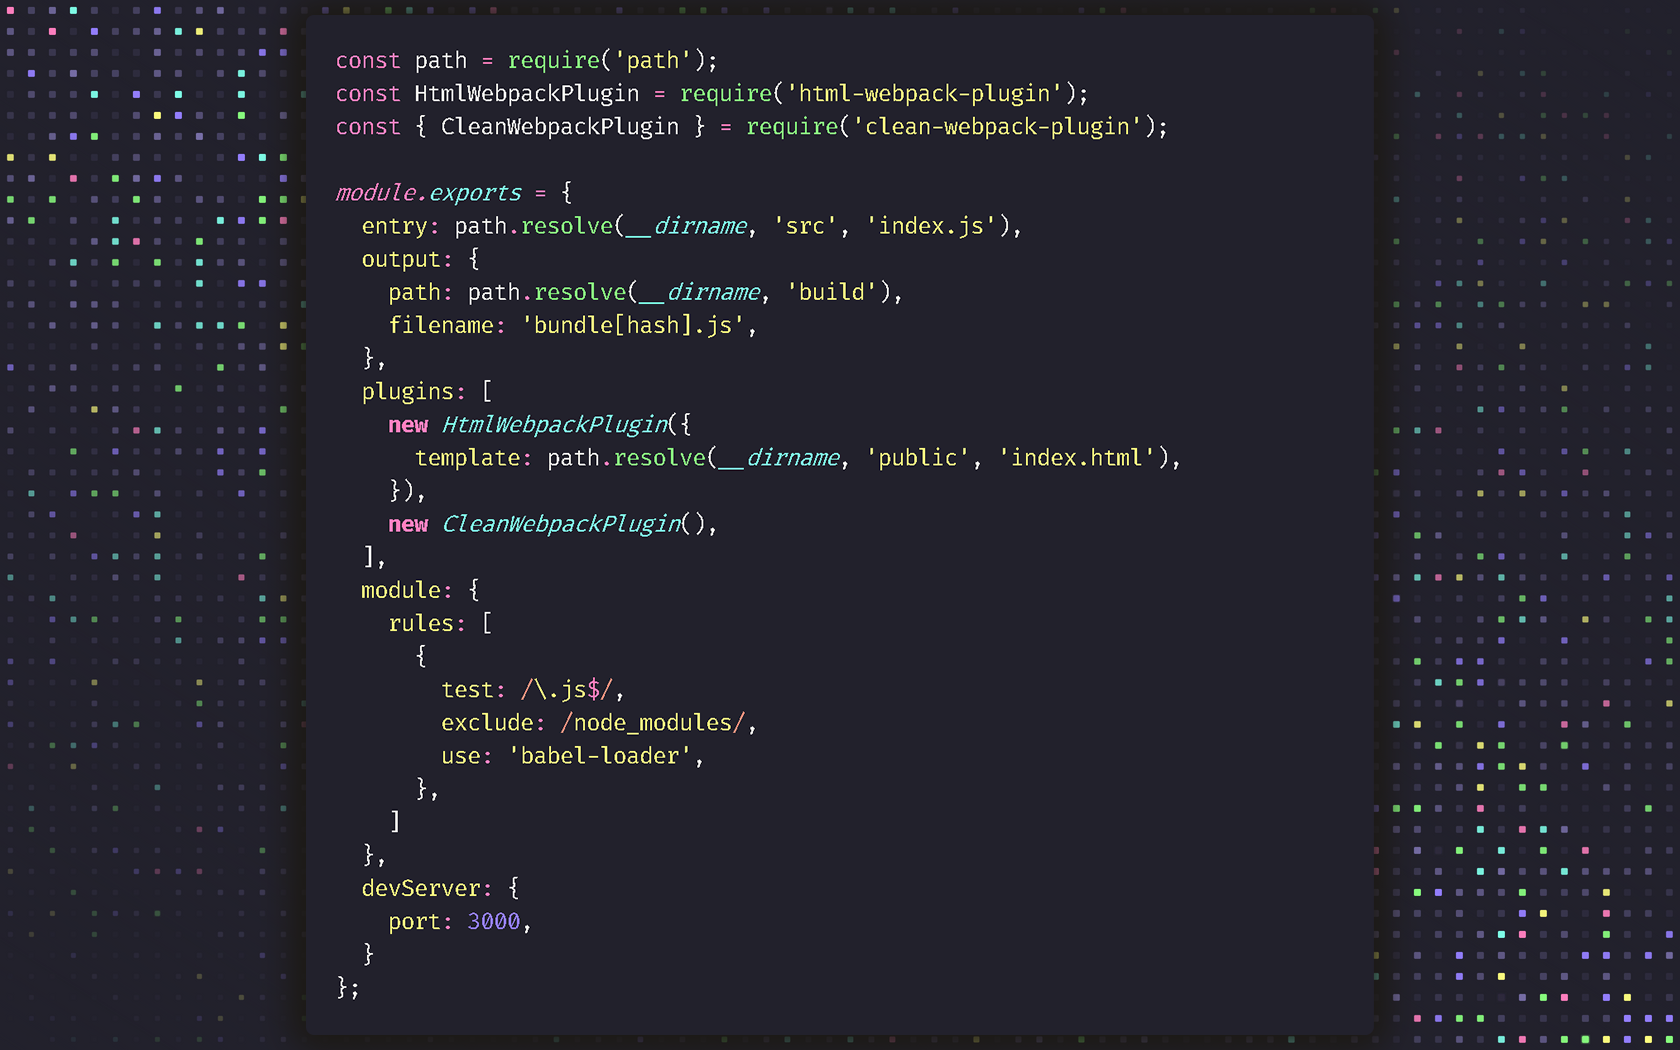 const path = require('path');
const HtmlWebpackPlugin = require('html-webpack-plugin');
const { CleanWebpackPlugin } = require('clean-webpack-plugin');

module.exports = {
  entry: path.resolve(__dirname, 'src', 'index.js'),
  output: {
    path: path.resolve(__dirname, 'build'),
    filename: 'bundle[hash].js',
  },
  plugins: [
    new HtmlWebpackPlugin({
      template: path.resolve(__dirname, 'public', 'index.html'),
    }),
    new CleanWebpackPlugin(),
  ],
  module: {
    rules: [
      {
        test: /\.js$/,
        exclude: /node_modules/,
        use: 'babel-loader',
      },
    ]
  },
  devServer: {
    port: 3000,
  }
};